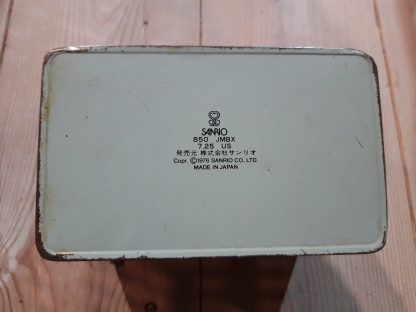 SANRIO
850 JMBX
7.25 US
発売元 株式会社サンリオ
Copr. Ⓒ1976 SANRIO CO., LTD.
MADE IN JAPAN